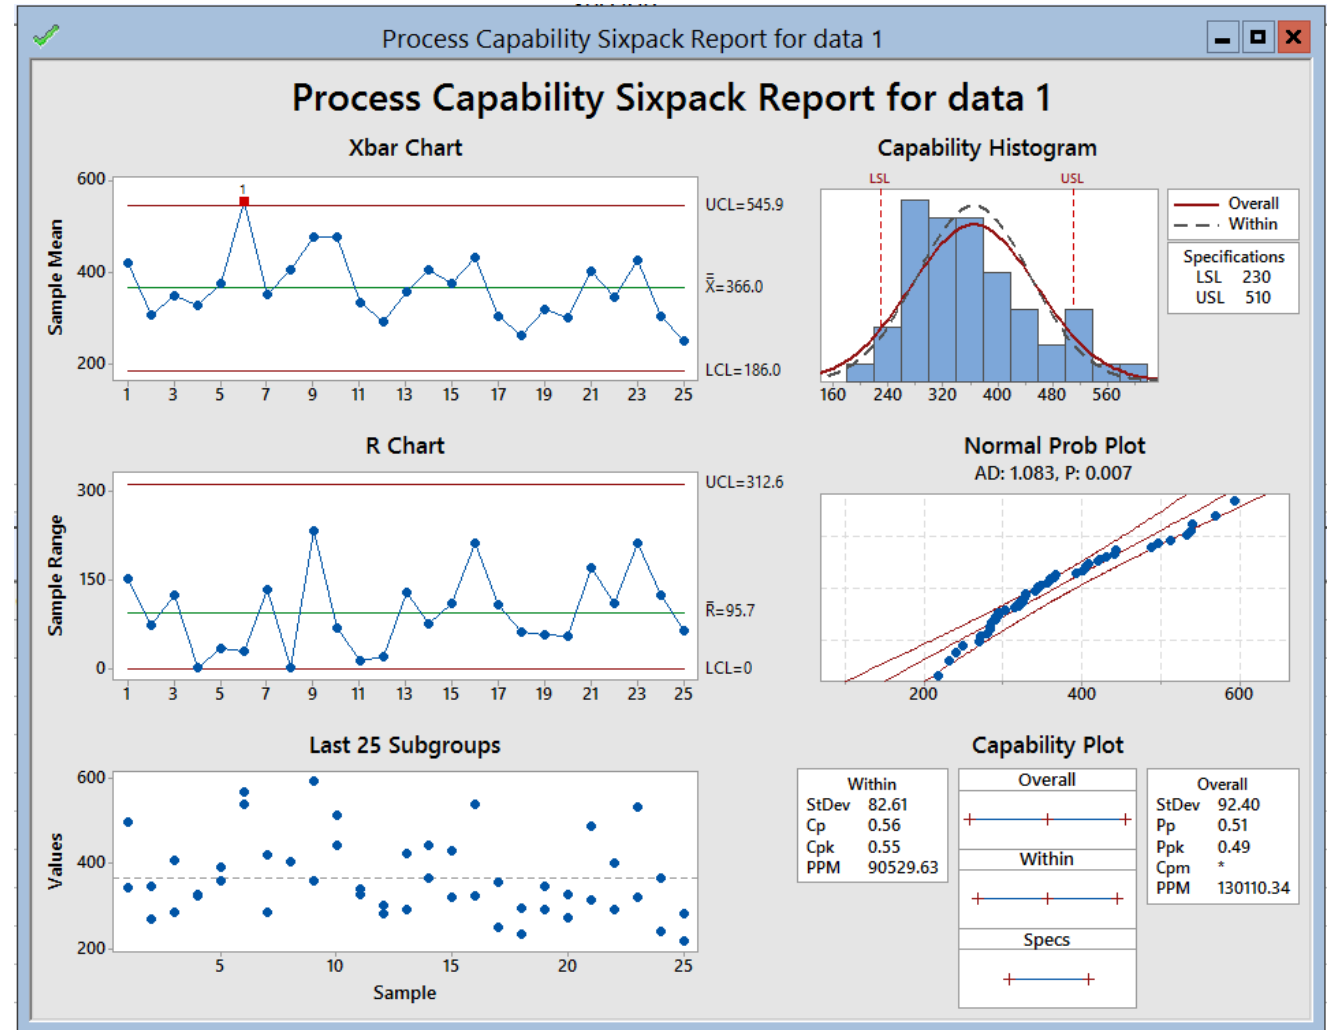 Process Capability Sixpack Report for data 1
Process Capability Sixpack Report for data 1
Xbar Chart
Sample Mean
600
400
200
1
UCL=545.9
X=366.0
LCL=186.0
1 3 5 7 9 11 13 15 17 19 21 23 25
Capability Histogram
LSL USL
160 240 320 400 480 560
Overall
Within
Specifications
LSL 230
USL 510
R Chart
Sample Range
300
150
0
UCL=312.6
R=95.7
LCL=0
1 3 5 7 9 11 13 15 17 19 21 23 25
Normal Prob Plot
AD: 1.083, P: 0.007
200 400 600
Last 25 Subgroups
Values
600
400
200
5 10 15 20 25
Sample
Capability Plot
Within
StDev 82.61
Cp 0.56
Cpk 0.55
PPM 90529.63
Overall
Within
Specs
Overall
StDev 92.40
Pp 0.51
Ppk 0.49
Cpm *
PPM 130110.34